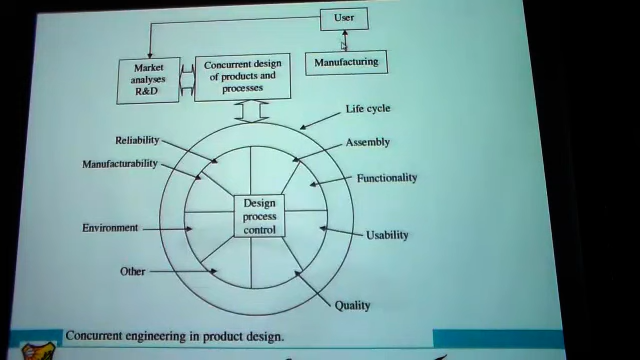 User
Manufacturing
Market
analyses
R&D
Concurrent design
of products and
processes
Life cycle
Reliability
Assembly
Manufacturability
Functionality
Design
process
control
Environment
Usability
Other
Quality
Concurrent engineering in product design.